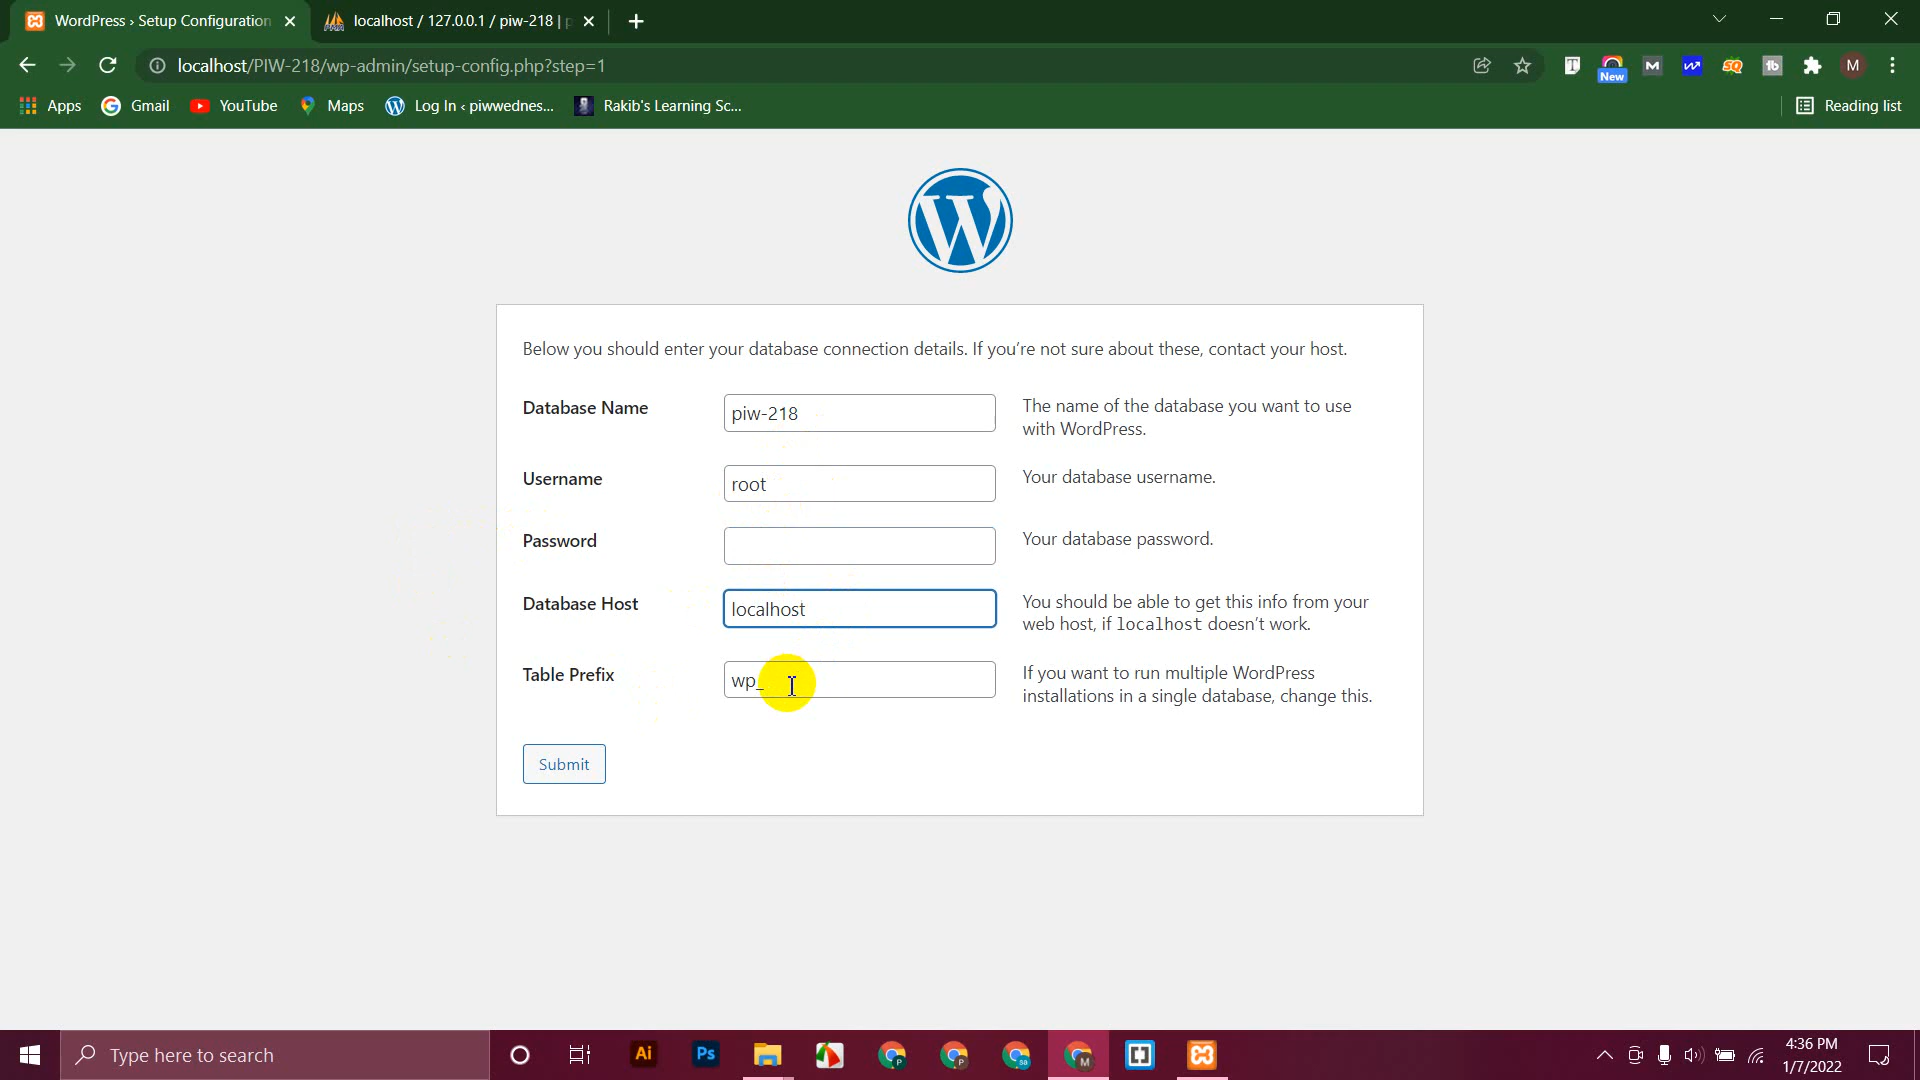 WordPress › Setup Configuration
localhost / 127.0.0.1 / piw-218 | p
localhost/PIW-218/wp-admin/setup-config.php?step=1
New
M
Apps
Gmail
YouTube
Maps
Log In ‹ piwwednes...
Rakib's Learning Sc...
Reading list
Below you should enter your database connection details. If you're not sure about these, contact your host.
Database Name
piw-218
The name of the database you want to use
with WordPress.
Username
root
Your database username.
Password
Your database password.
Database Host
localhost
You should be able to get this info from your
web host, if localhost doesn't work.
Table Prefix
wp_
If you want to run multiple WordPress
installations in a single database, change this.
Submit
Type here to search
Ai
Ps
4:36 PM
1/7/2022